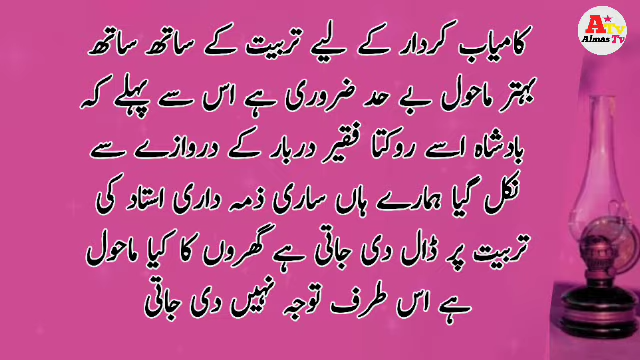 کامیاب کردار کے لیے تربیت کے ساتھ ساتھ
بہتر ماحول بے حد ضروری ہے اس سے پہلے کہ
بادشاہ اسے روکتا فقیر دربار کے دروازے سے
نکل گیا ہمارے ہاں ساری ذمہ داری استاد کی
تربیت پر ڈال دی جاتی ہے گھروں کا کیا ماحول
ہے اس طرف توجہ نہیں دی جاتی
A TV
Almas Tv